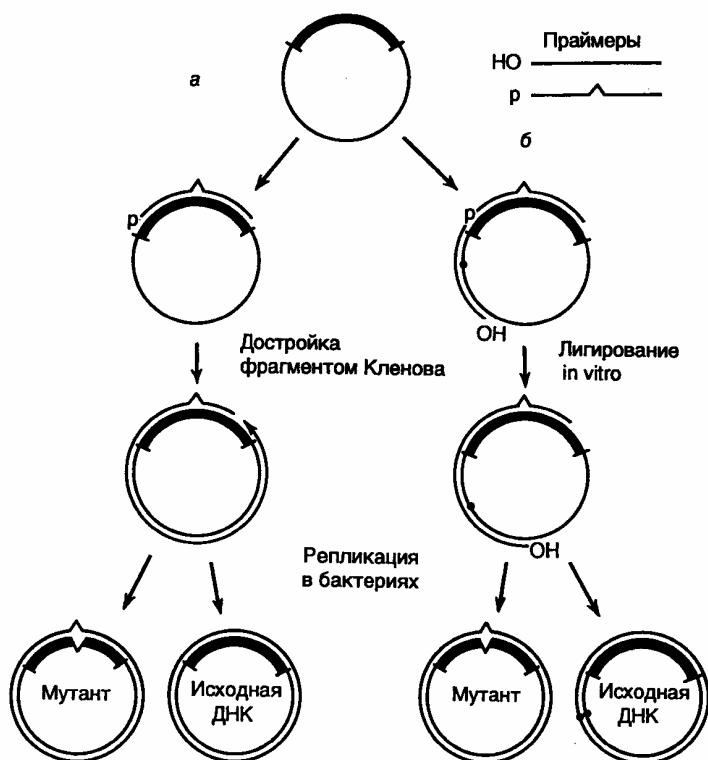 а
Праймеры
НО
р
б
р
р
ОН
Достройка
фрагментом Кленова
Лигирование
in vitro
ОН
Репликация
в бактериях
Мутант
Исходная
ДНК
Мутант
Исходная
ДНК